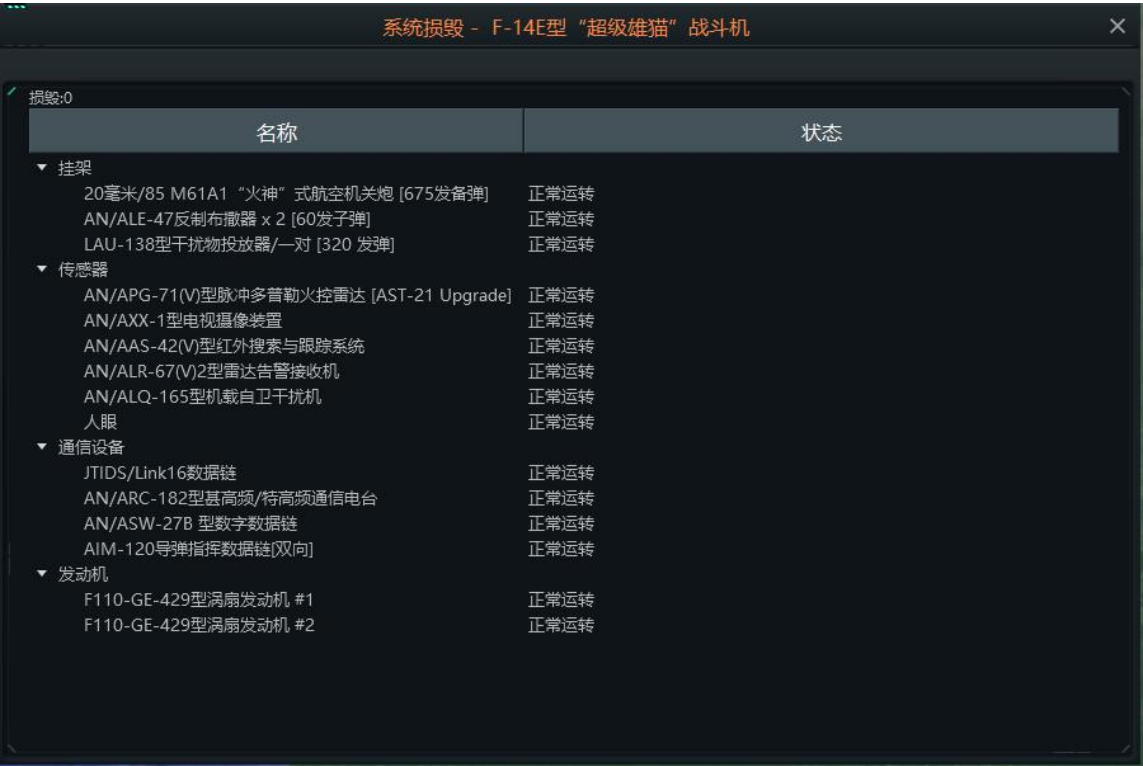 系统损毁 - F-14E型“超级雄猫”战斗机
损毁:0
名称 状态
挂架
20毫米/85 M61A1“火神”式航空机关炮 [675发备弹] 正常运转
AN/ALE-47反制布撒器 x 2 [60发子弹] 正常运转
LAU-138型干扰物投放器/一对 [320 发弹] 正常运转
传感器
AN/APG-71(V)型脉冲多普勒火控雷达 [AST-21 Upgrade] 正常运转
AN/AXX-1型电视摄像装置 正常运转
AN/AAS-42(V)型红外搜索与跟踪系统 正常运转
AN/ALR-67(V)2型雷达告警接收机 正常运转
AN/ALQ-165型机载自卫干扰机 正常运转
人眼 正常运转
通信设备
JTIDS/Link16数据链 正常运转
AN/ARC-182型甚高频/特高频通信电台 正常运转
AN/ASW-27B 型数字数据链 正常运转
AIM-120导弹指挥数据链[双向] 正常运转
发动机
F110-GE-429型涡扇发动机 #1 正常运转
F110-GE-429型涡扇发动机 #2 正常运转